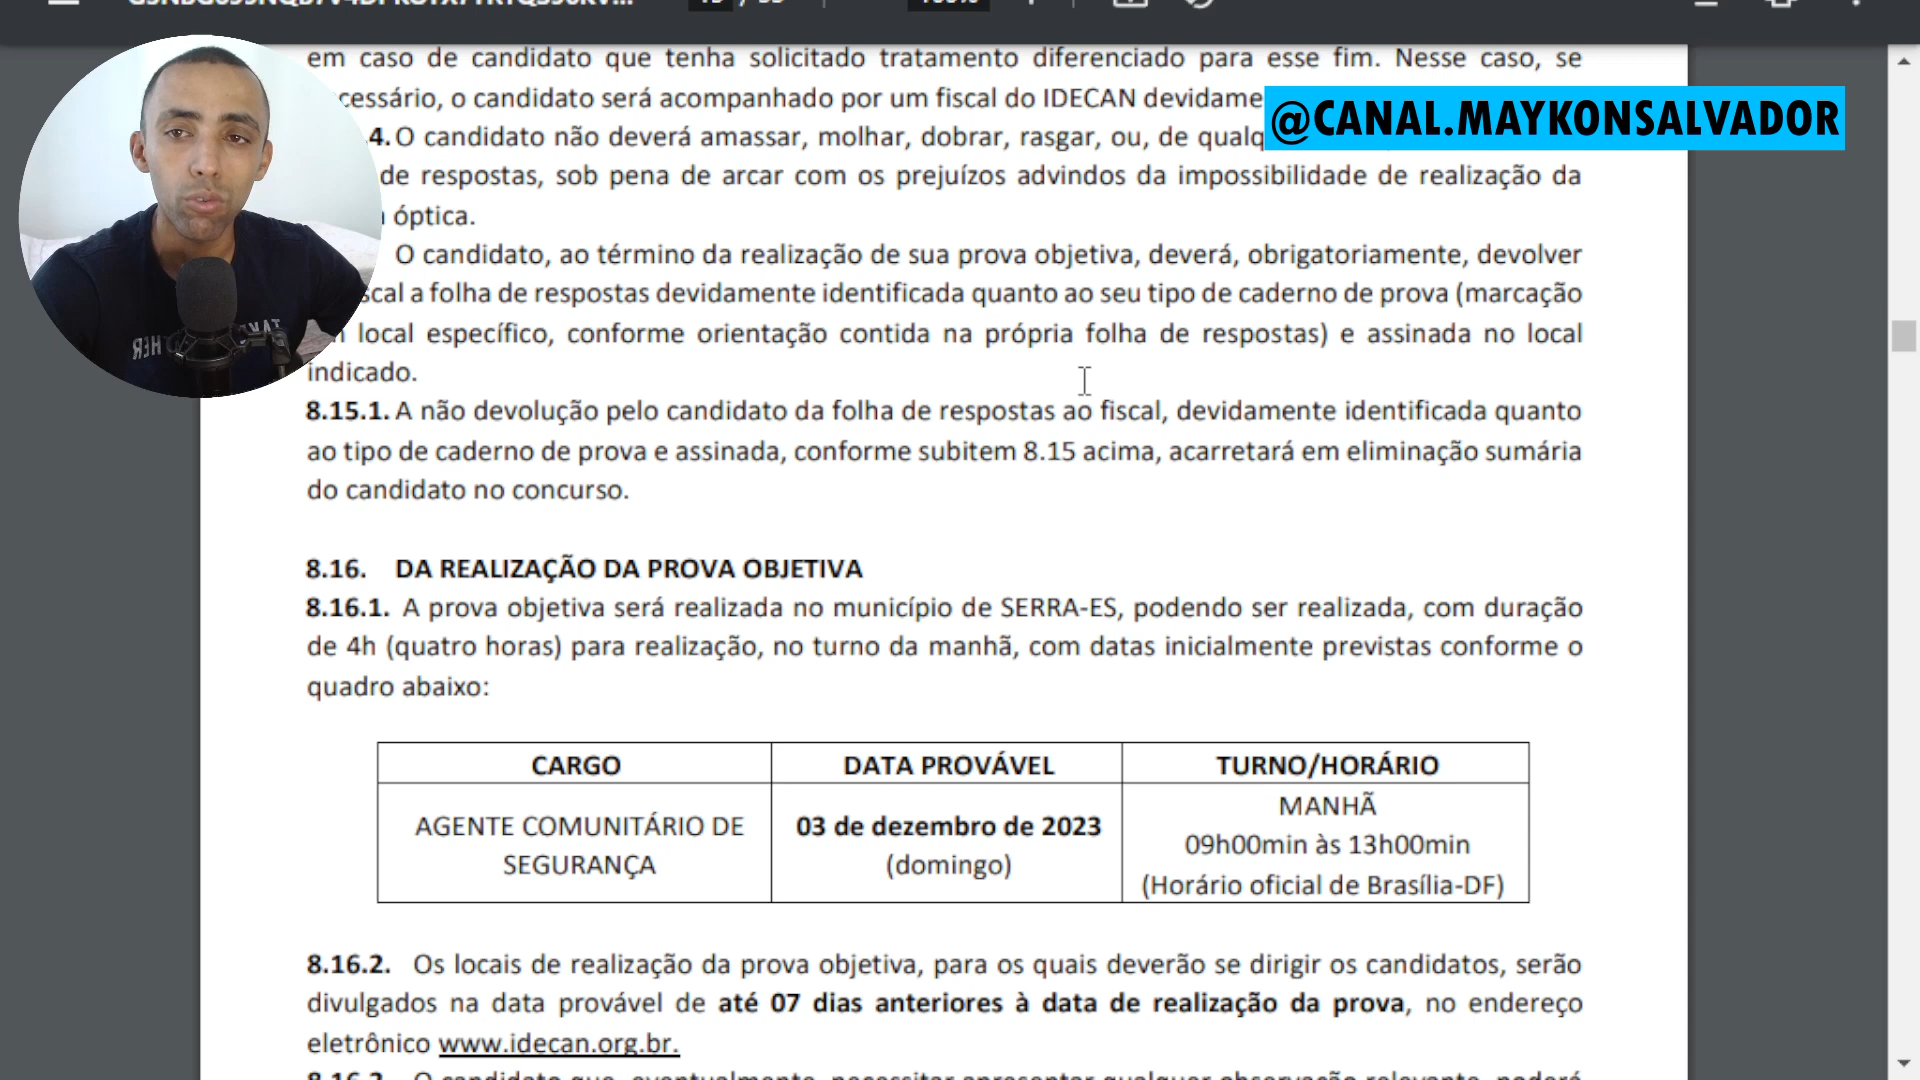 em caso de candidato que tenha solicitado tratamento diferenciado para esse fim. Nesse caso, se
cessário, o candidato será acompanhado por um fiscal do IDECAN devidame
@CANAL.MAYKONSALVADOR
4. O candidato não deverá amassar, molhar, dobrar, rasgar, ou, de qualq
de respostas, sob pena de arcar com os prejuízos advindos da impossibilidade de realização da
óptica.
O candidato, ao término da realização de sua prova objetiva, deverá, obrigatoriamente, devolver
scal a folha de respostas devidamente identificada quanto ao seu tipo de caderno de prova (marcação
local específico, conforme orientação contida na própria folha de respostas) e assinada no local
indicado.
8.15.1. A não devolução pelo candidato da folha de respostas ao fiscal, devidamente identificada quanto
ao tipo de caderno de prova e assinada, conforme subitem 8.15 acima, acarretará em eliminação sumária
do candidato no concurso.
8.16. DA REALIZAÇÃO DA PROVA OBJETIVA
8.16.1. A prova objetiva será realizada no município de SERRA-ES, podendo ser realizada, com duração
de 4h (quatro horas) para realização, no turno da manhã, com datas inicialmente previstas conforme o
quadro abaixo:
CARGO DATA PROVÁVEL TURNO/HORÁRIO
AGENTE COMUNITÁRIO DE
SEGURANÇA
03 de dezembro de 2023
(domingo)
MANHÃ
09h00min às 13h00min
(Horário oficial de Brasília-DF)
8.16.2. Os locais de realização da prova objetiva, para os quais deverão se dirigir os candidatos, serão
divulgados na data provável de até 07 dias anteriores à data de realização da prova, no endereço
eletrônico www.idecan.org.br.
8.16.3. O candidato que, eventualmente, necessitar apresentar qualquer observação relevante, poderá